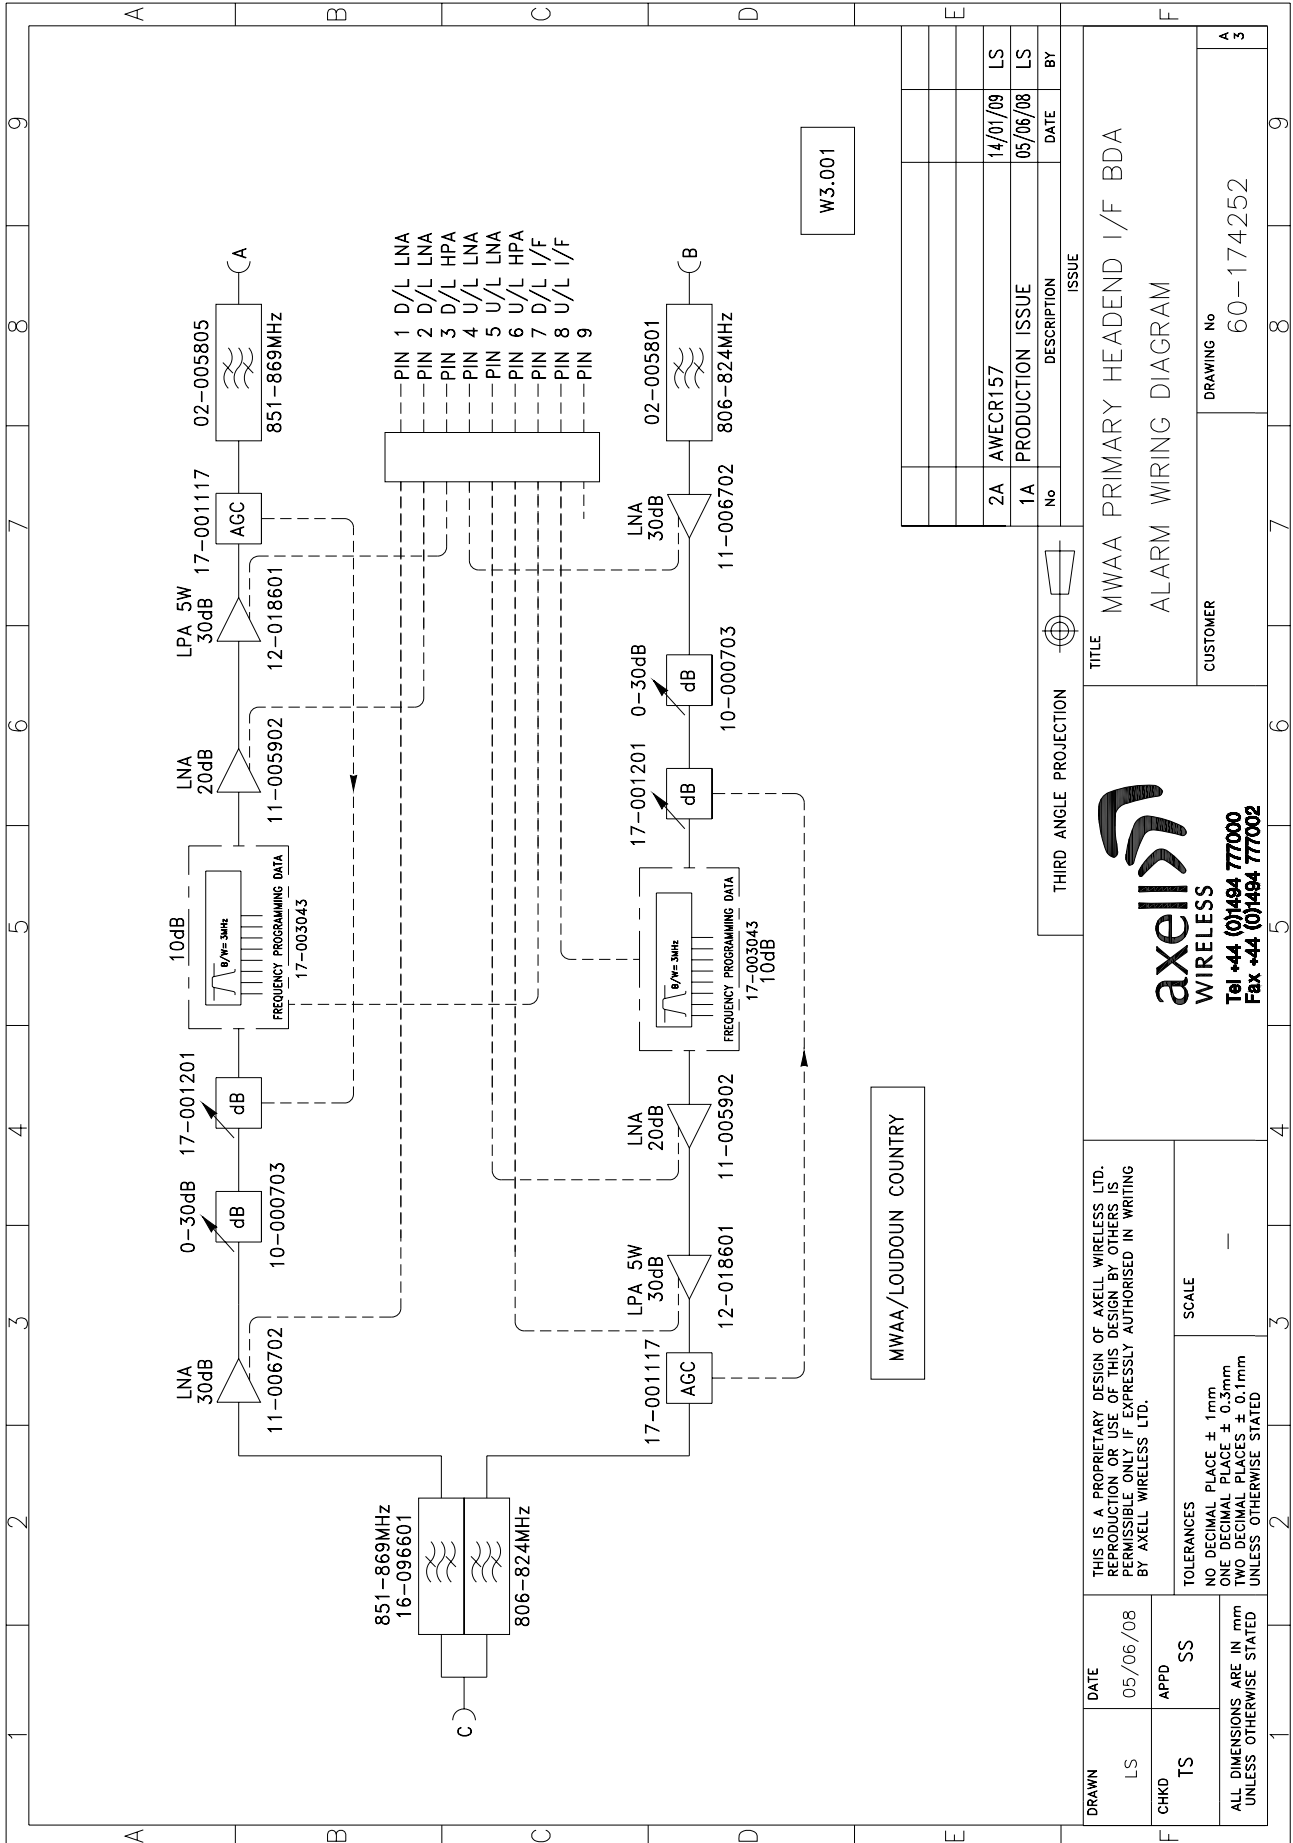 1 2 3 4 5 6 7 8 9
A
B
C
D
E
F
LNA
30dB
11-006702
0-30dB
dB
10-000703
17-001201
dB
10dB
B/W= 3MHz
FREQUENCY PROGRAMMING DATA
17-003043
LNA
20dB
11-005902
LPA 5W
30dB
12-018601
17-001117
AGC
02-005805
851-869MHz
A
851-869MHz
16-096601
806-824MHz
C
PIN 1 D/L LNA
PIN 2 D/L LNA
PIN 3 D/L HPA
PIN 4 U/L LNA
PIN 5 U/L LNA
PIN 6 U/L HPA
PIN 7 D/L I/F
PIN 8 U/L I/F
PIN 9
17-001117
AGC
LPA 5W
30dB
12-018601
LNA
20dB
11-005902
B/W= 3MHz
FREQUENCY PROGRAMMING DATA
17-003043
10dB
17-001201
dB
0-30dB
dB
10-000703
LNA
30dB
11-006702
02-005801
806-824MHz
B
W3.001
MWAA/LOUDOUN COUNTRY
2A AWECR157 14/01/09 LS
1A PRODUCTION ISSUE 05/06/08 LS
No DESCRIPTION DATE BY
ISSUE
THIRD ANGLE PROJECTION
DRAWN
LS
DATE
05/06/08
CHKD
TS
APPD
SS
ALL DIMENSIONS ARE IN mm
UNLESS OTHERWISE STATED
THIS IS A PROPRIETARY DESIGN OF AXELL WIRELESS LTD.
REPRODUCTION OR USE OF THIS DESIGN BY OTHERS IS
PERMISSIBLE ONLY IF EXPRESSLY AUTHORISED IN WRITING
BY AXELL WIRELESS LTD.
TOLERANCES
NO DECIMAL PLACE ± 1mm
ONE DECIMAL PLACE ± 0.3mm
TWO DECIMAL PLACES ± 0.1mm
UNLESS OTHERWISE STATED
SCALE
—
axell
WIRELESS
Tel +44 (0)1494 777000
Fax +44 (0)1494 777002
TITLE
MWAA PRIMARY HEADEND I/F BDA
ALARM WIRING DIAGRAM
CUSTOMER
DRAWING No
60-174252
A
3
1 2 3 4 5 6 7 8 9
A
B
C
D
E
F